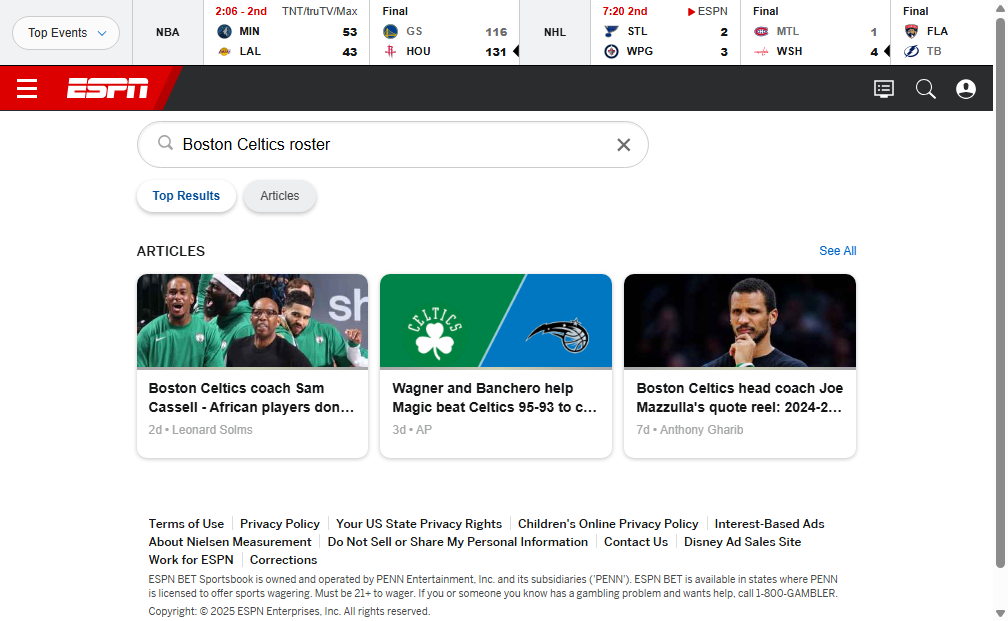 Top Events
NBA
2:06 - 2nd TNT/truTV/Max
MIN 53
LAL 43
Final
GS 116
HOU 131
NHL
7:20 2nd ESPN
STL 2
WPG 3
Final
MTL 1
WSH 4
Final
FLA
TB
ESPN
Boston Celtics roster
Top Results
Articles
ARTICLES
See All
sh
CELTICS
Boston Celtics coach Sam
Cassell - African players don…
2d • Leonard Solms
Wagner and Banchero help
Magic beat Celtics 95-93 to c…
3d • AP
Boston Celtics head coach Joe
Mazzulla's quote reel: 2024-2…
7d • Anthony Gharib
Terms of Use Privacy Policy Your US State Privacy Rights Children's Online Privacy Policy Interest-Based Ads
About Nielsen Measurement Do Not Sell or Share My Personal Information Contact Us Disney Ad Sales Site
Work for ESPN Corrections
ESPN BET Sportsbook is owned and operated by PENN Entertainment, Inc. and its subsidiaries ('PENN'). ESPN BET is available in states where PENN
is licensed to offer sports wagering. Must be 21+ to wager. If you or someone you know has a gambling problem and wants help, call 1-800-GAMBLER.
Copyright: © 2025 ESPN Enterprises, Inc. All rights reserved.